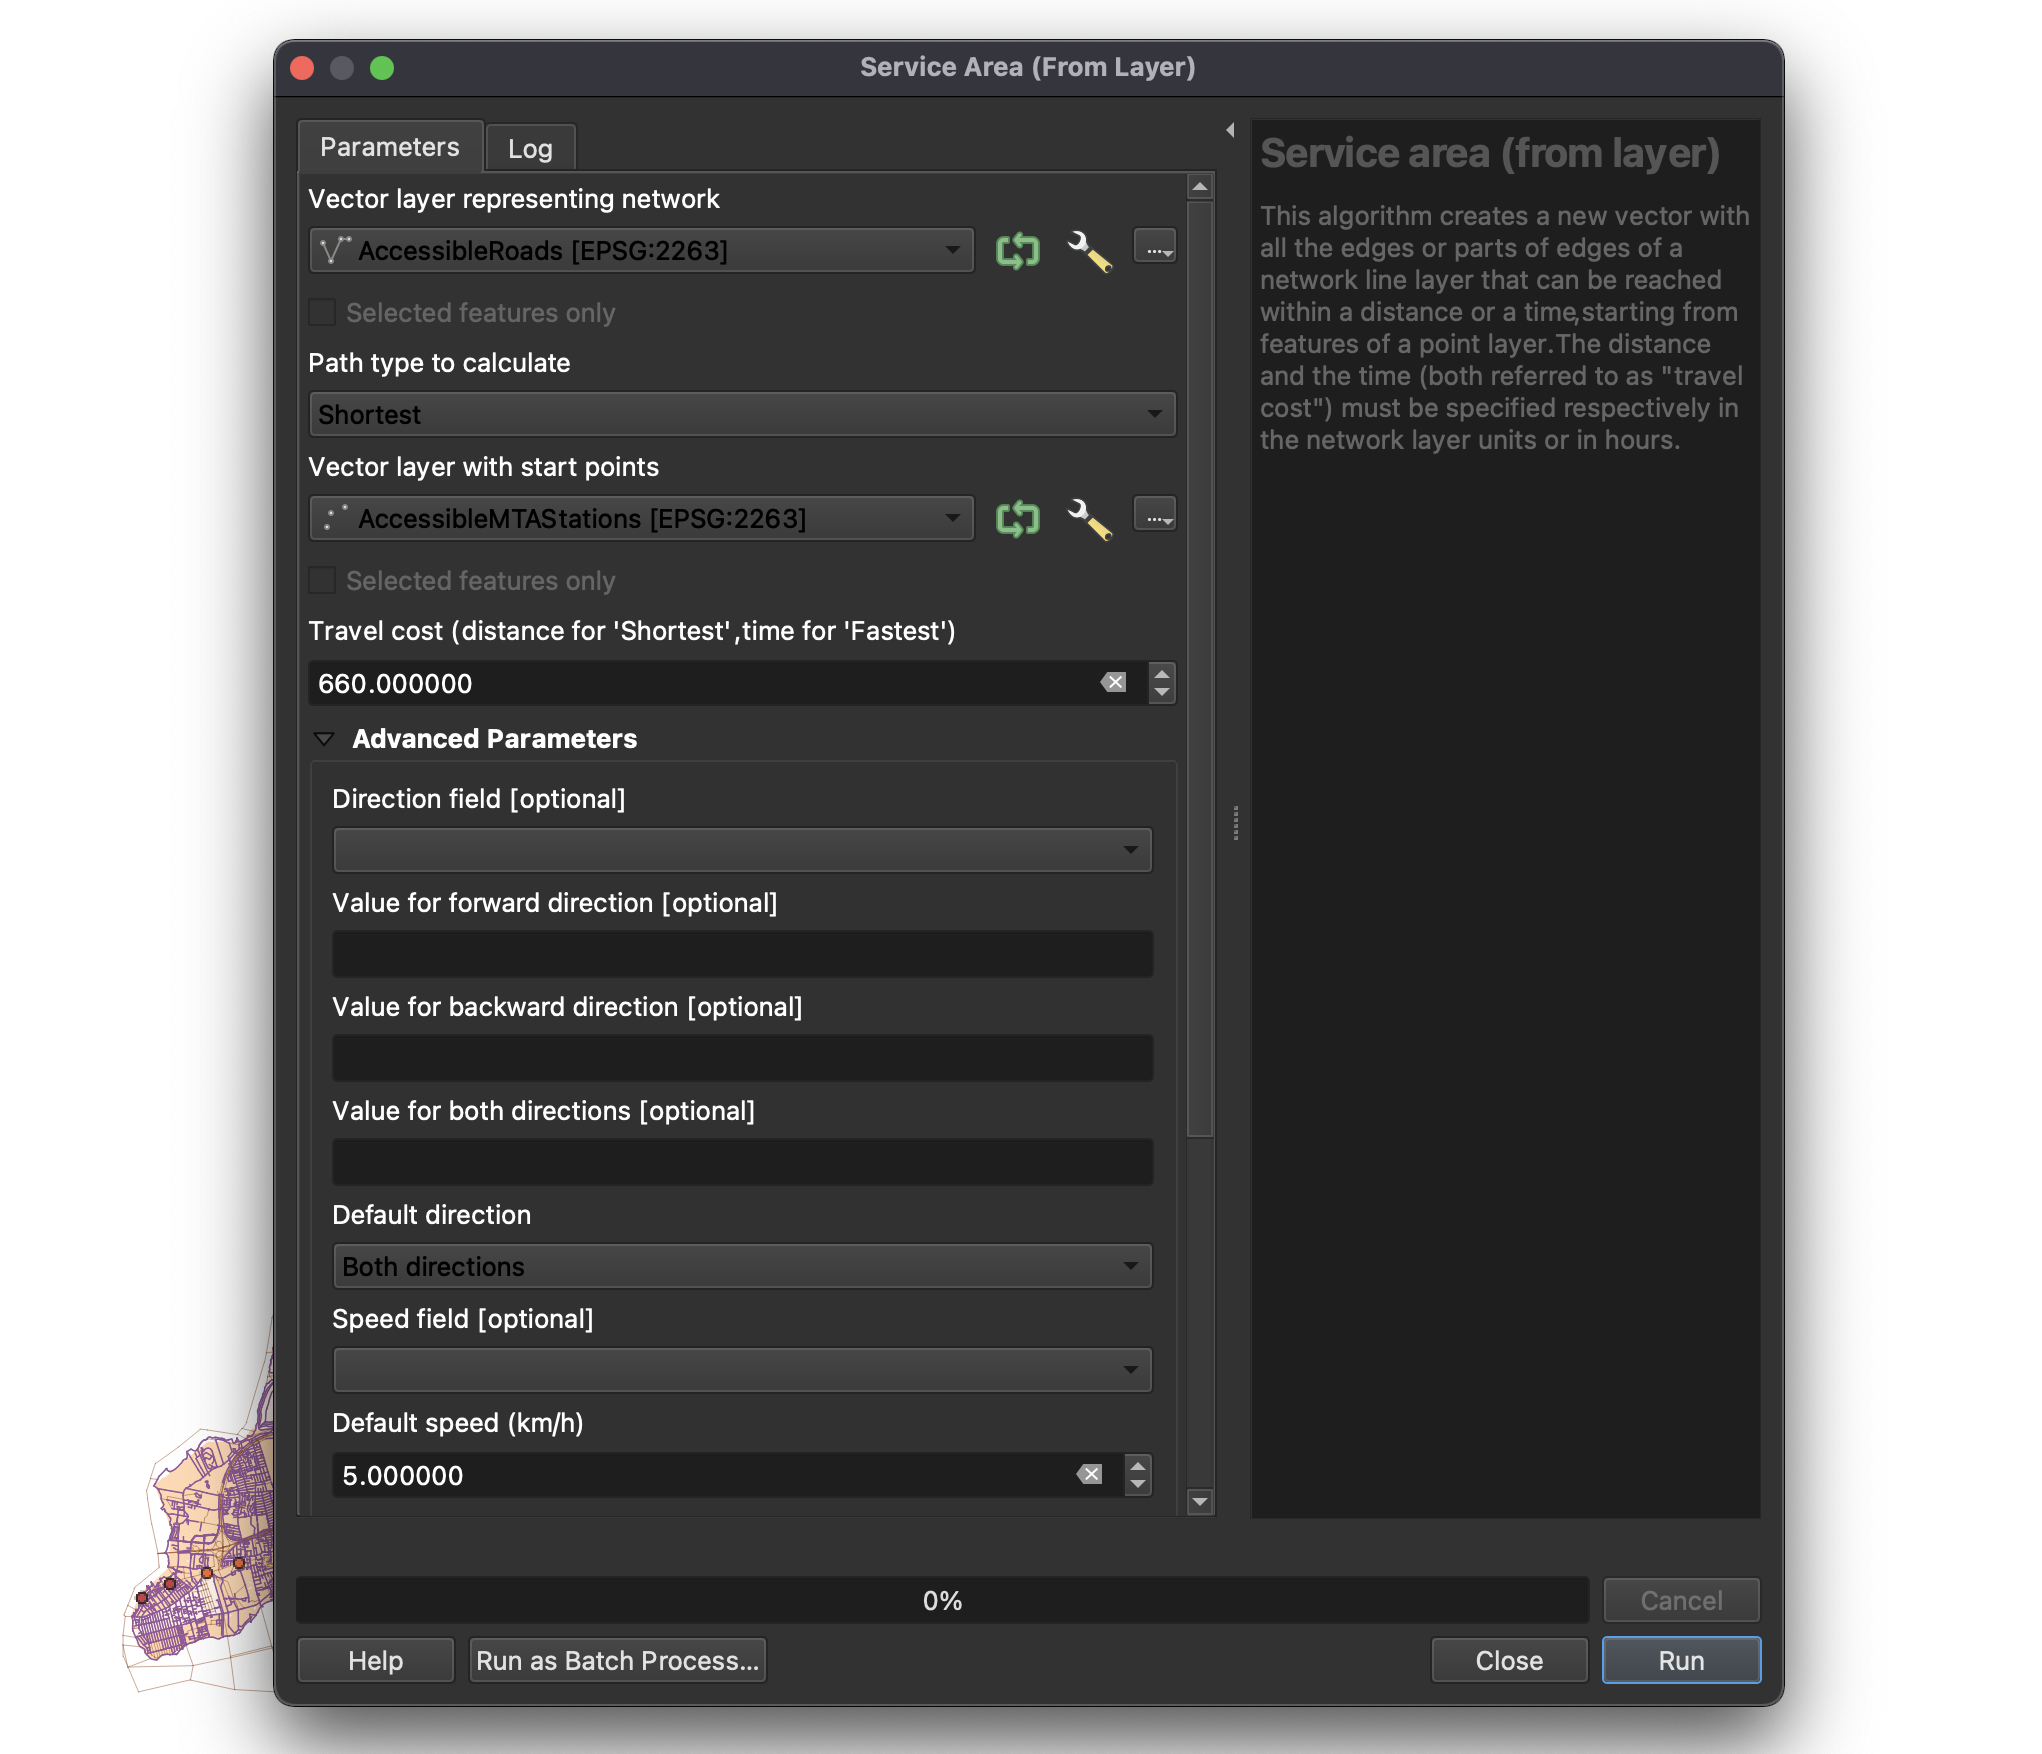 Service Area (From Layer)
Parameters
Log
Vector layer representing network
AccessibleRoads [EPSG:2263]
...
Selected features only
Path type to calculate
Shortest
Vector layer with start points
AccessibleMTAStations [EPSG:2263]
...
Selected features only
Travel cost (distance for 'Shortest',time for 'Fastest')
660.000000
Advanced Parameters
Direction field [optional]
Value for forward direction [optional]
Value for backward direction [optional]
Value for both directions [optional]
Default direction
Both directions
Speed field [optional]
Default speed (km/h)
5.000000
Service area (from layer)
This algorithm creates a new vector with
all the edges or parts of edges of a
network line layer that can be reached
within a distance or a time,starting from
features of a point layer.The distance
and the time (both referred to as "travel
cost") must be specified respectively in
the network layer units or in hours.
0%
Cancel
Help
Run as Batch Process...
Close
Run